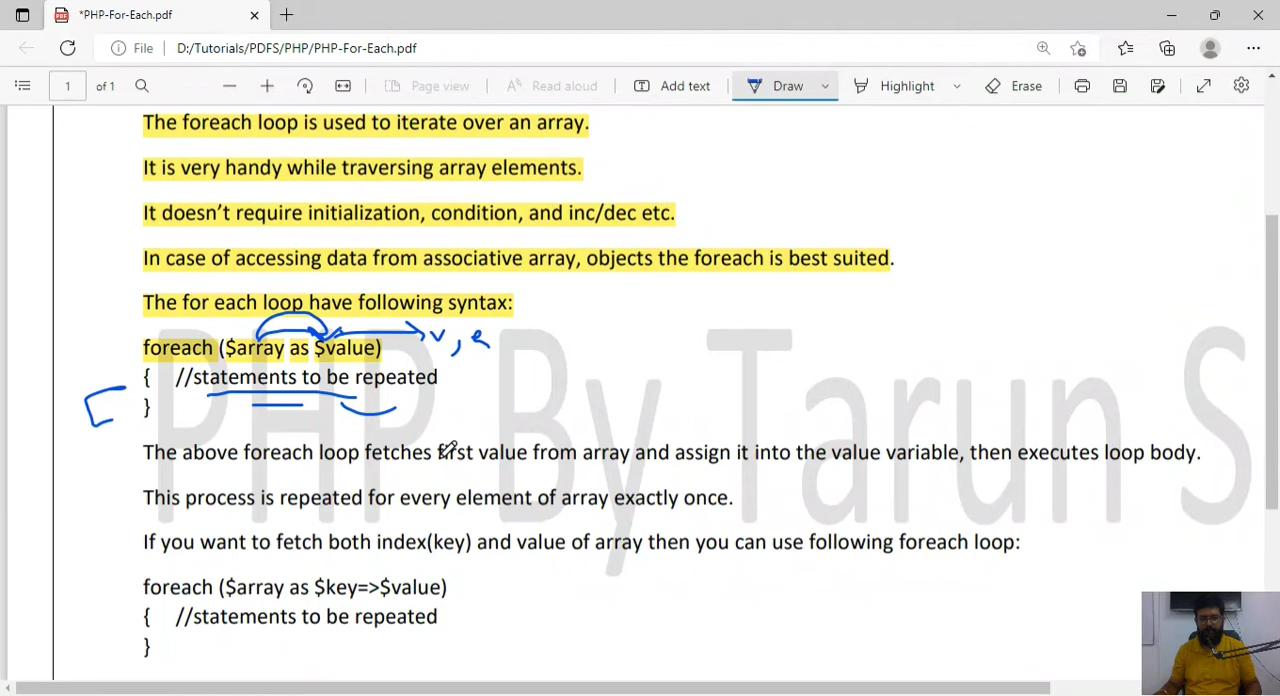 *PHP-For-Each.pdf
File D:/Tutorials/PDFS/PHP/PHP-For-Each.pdf
1 of 1 Page view Read aloud Add text Draw Highlight Erase
The foreach loop is used to iterate over an array.
It is very handy while traversing array elements.
It doesn't require initialization, condition, and inc/dec etc.
In case of accessing data from associative array, objects the foreach is best suited.
The for each loop have following syntax:
foreach ($array as $value) v, e
{ //statements to be repeated
}
The above foreach loop fetches first value from array and assign it into the value variable, then executes loop body.
This process is repeated for every element of array exactly once.
If you want to fetch both index(key) and value of array then you can use following foreach loop:
foreach ($array as $key=>$value)
{ //statements to be repeated
}
PHP By Tarun S